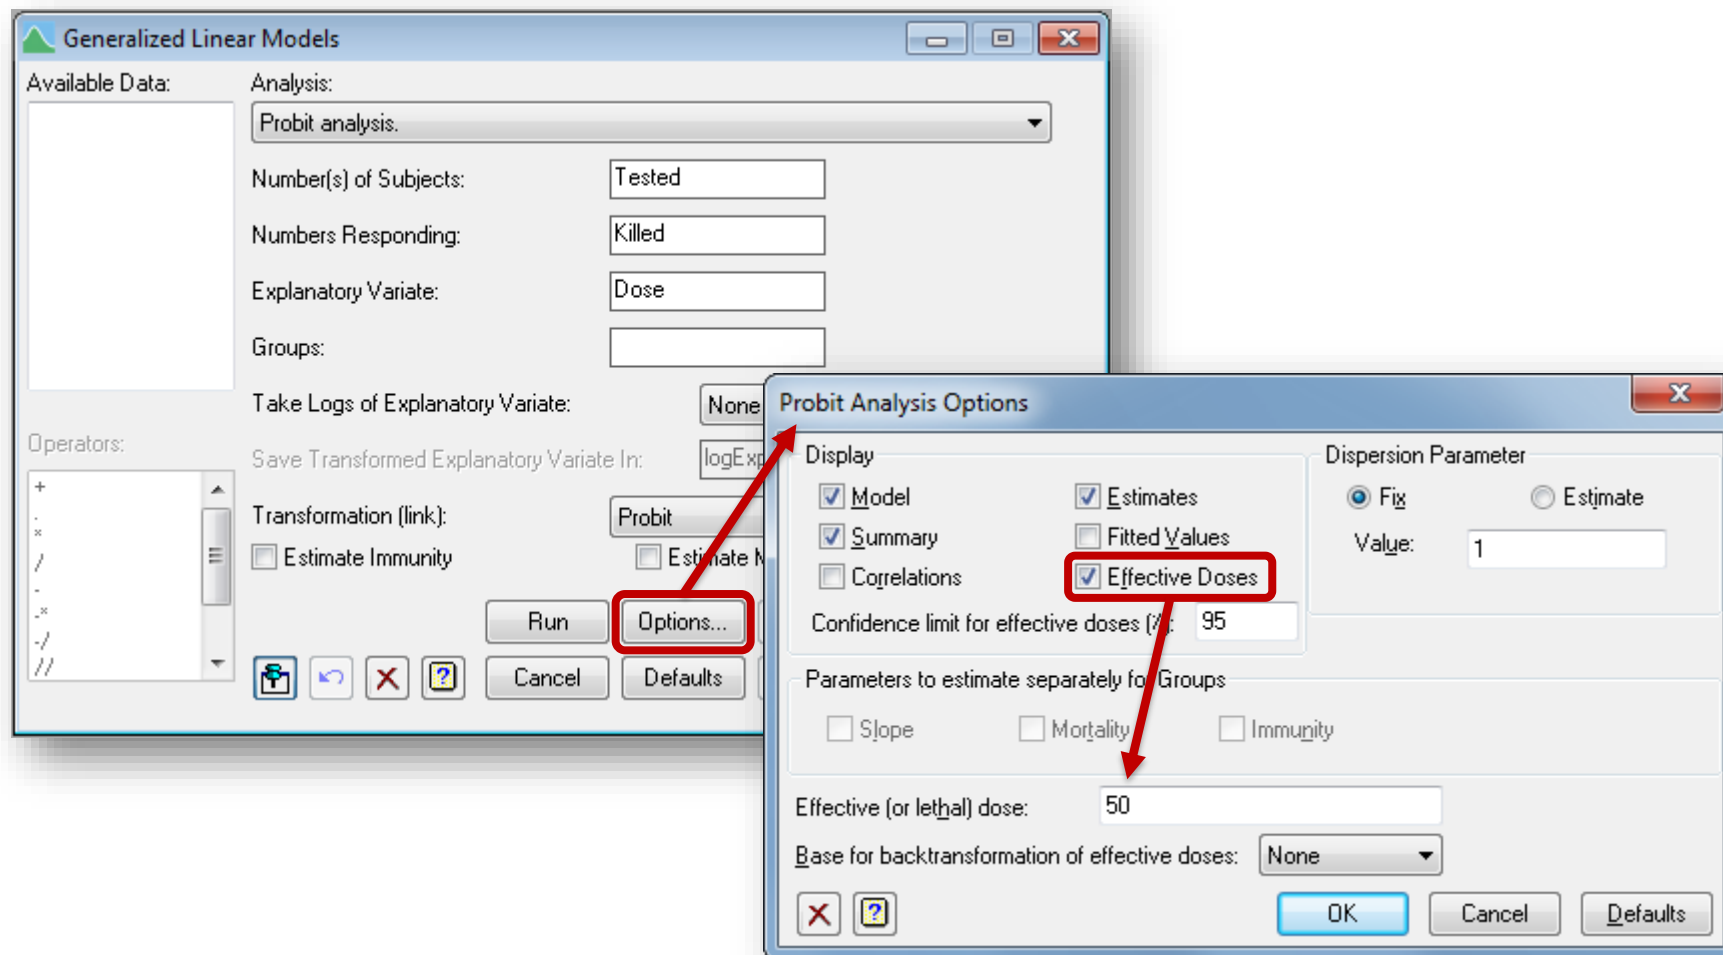 Generalized Linear Models
Available Data:
Analysis:
Probit analysis.
Number(s) of Subjects:
Tested
Numbers Responding:
Killed
Explanatory Variate:
Dose
Groups:
Take Logs of Explanatory Variate:
None
Operators:
Save Transformed Explanatory Variate In:
logExp
+
.
*
/
-
.*
-/
//
Transformation (link):
Probit
Estimate Immunity
Estimate M
Run
Options...
Cancel
Defaults
Probit Analysis Options
Display
Model
Estimates
Summary
Fitted Values
Correlations
Effective Doses
Confidence limit for effective doses (%):
95
Dispersion Parameter
Fix
Estimate
Value:
1
Parameters to estimate separately for Groups
Slope
Mortality
Immunity
Effective (or lethal) dose:
50
Base for backtransformation of effective doses:
None
OK
Cancel
Defaults